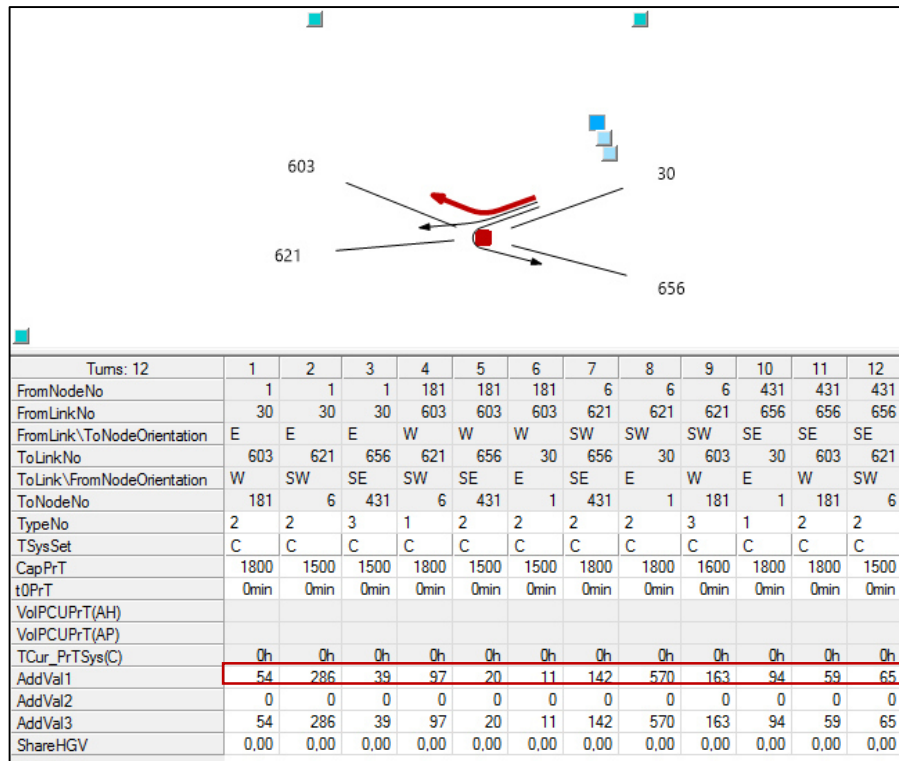 603
30
621
656
Turns: 12 1 2 3 4 5 6 7 8 9 10 11 12
FromNodeNo 1 1 1 181 181 181 6 6 6 431 431 431
FromLinkNo 30 30 30 603 603 603 621 621 621 656 656 656
FromLink\ToNodeOrientation E E E W W W SW SW SW SE SE SE
ToLinkNo 603 621 656 621 656 30 656 30 603 30 603 621
ToLink\FromNodeOrientation W SW SE SW SE E SE E W E W SW
ToNodeNo 181 6 431 6 431 1 431 1 181 1 181 6
TypeNo 2 2 3 1 2 2 2 2 3 1 2 2
TSysSet C C C C C C C C C C C C
CapPrT 1800 1500 1500 1800 1500 1500 1800 1800 1600 1800 1800 1500
t0PrT 0min 0min 0min 0min 0min 0min 0min 0min 0min 0min 0min 0min
VolPCUPrT(AH)
VolPCUPrT(AP)
TCur_PrTSys(C) 0h 0h 0h 0h 0h 0h 0h 0h 0h 0h 0h 0h
AddVal1 54 286 39 97 20 11 142 570 163 94 59 65
AddVal2 0 0 0 0 0 0 0 0 0 0 0 0
AddVal3 54 286 39 97 20 11 142 570 163 94 59 65
ShareHGV 0,00 0,00 0,00 0,00 0,00 0,00 0,00 0,00 0,00 0,00 0,00 0,00